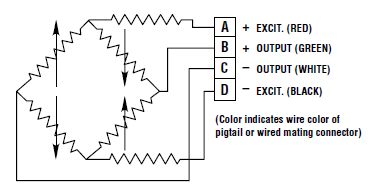 A + EXCIT. (RED)
B + OUTPUT (GREEN)
C – OUTPUT (WHITE)
D – EXCIT. (BLACK)
(Color indicates wire color of
pigtail or wired mating connector)